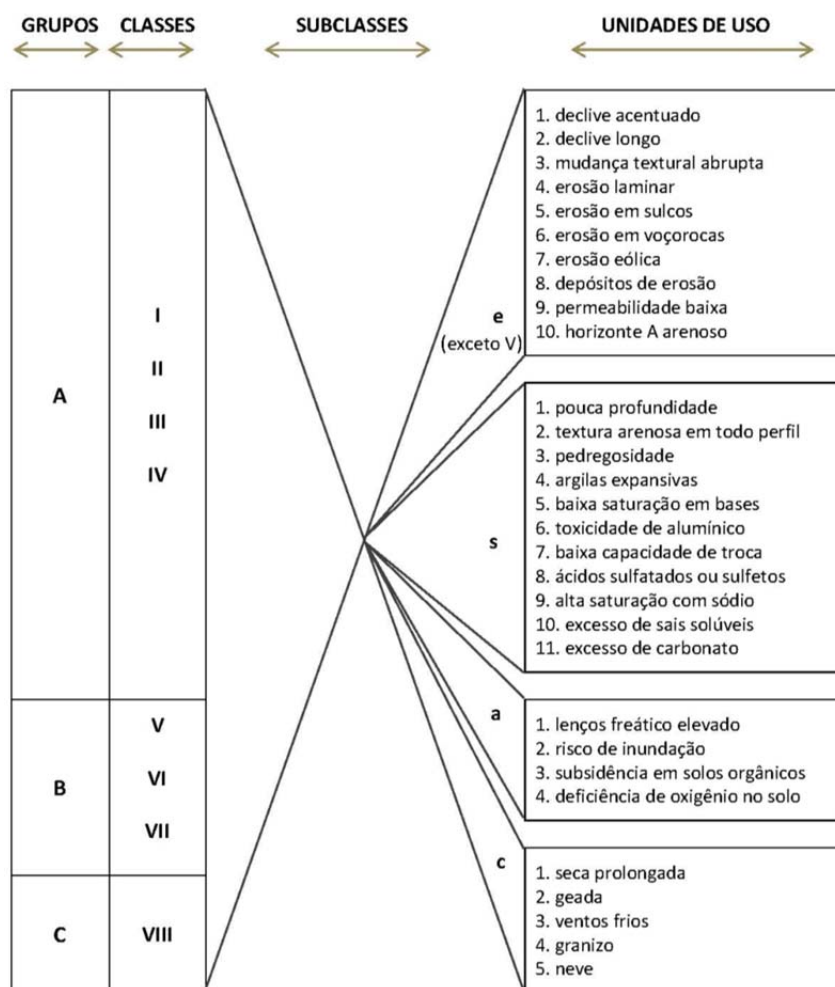 GRUPOS CLASSES SUBCLASSES UNIDADES DE USO
A
I
II
III
IV
B
V
VI
VII
C
VIII
e
(exceto V)
1. declive acentuado
2. declive longo
3. mudança textural abrupta
4. erosão laminar
5. erosão em sulcos
6. erosão em voçorocas
7. erosão eólica
8. depósitos de erosão
9. permeabilidade baixa
10. horizonte A arenoso
s
1. pouca profundidade
2. textura arenosa em todo perfil
3. pedregosidade
4. argilas expansivas
5. baixa saturação em bases
6. toxicidade de alumínico
7. baixa capacidade de troca
8. ácidos sulfatados ou sulfetos
9. alta saturação com sódio
10. excesso de sais solúveis
11. excesso de carbonato
a
1. lenços freático elevado
2. risco de inundação
3. subsidência em solos orgânicos
4. deficiência de oxigênio no solo
c
1. seca prolongada
2. geada
3. ventos frios
4. granizo
5. neve